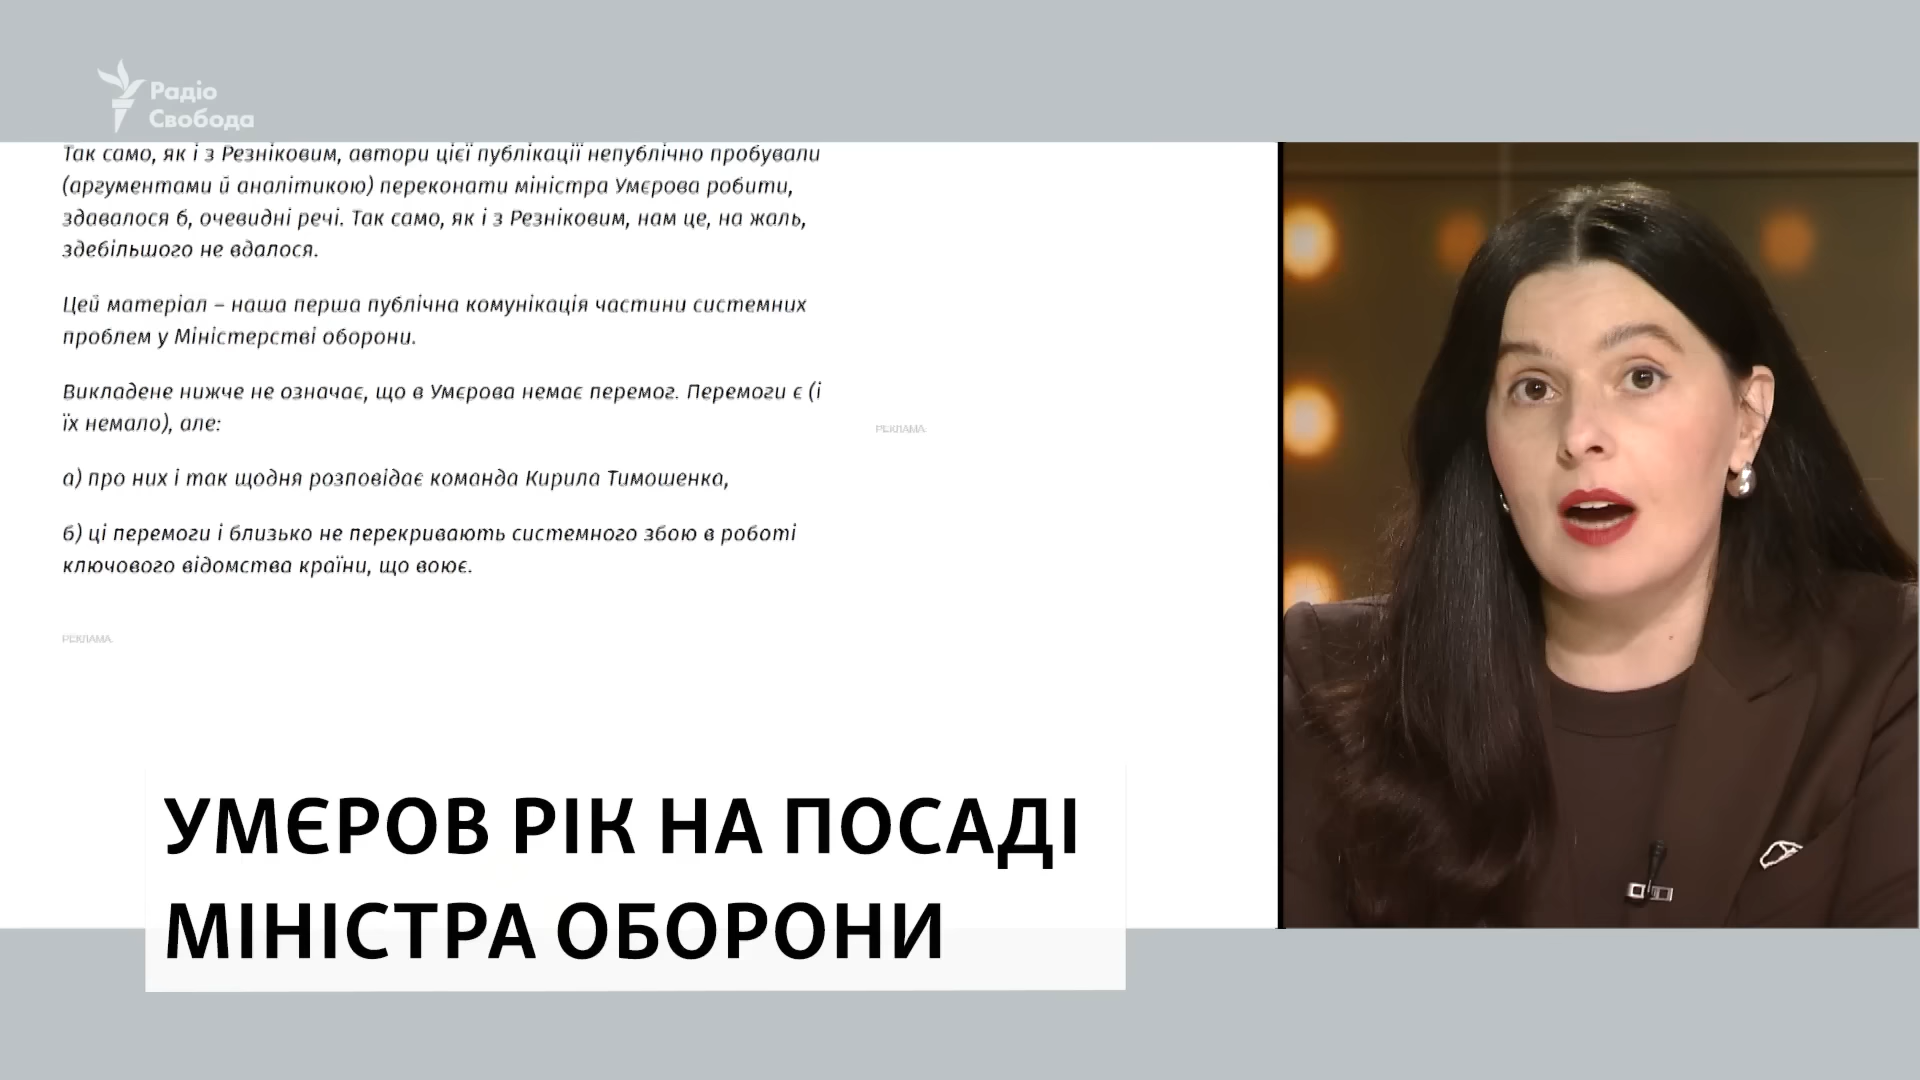 Радіо
Свобода
Так само, як і з Резніковим, автори цієї публікації непублічно пробували
(аргументами й аналітикою) переконати міністра Умєрова робити,
здавалося б, очевидні речі. Так само, як і з Резніковим, нам це, на жаль,
здебільшого не вдалося.
Цей матеріал – наша перша публічна комунікація частини системних
проблем у Міністерстві оборони.
Викладене нижче не означає, що в Умєрова немає перемог. Перемоги є (і
їх немало), але:
РЕКЛАМА:
а) про них і так щодня розповідає команда Кирила Тимошенка,
б) ці перемоги і близько не перекривають системного збою в роботі
ключового відомства країни, що воює.
РЕКЛАМА:
УМЄРОВ РІК НА ПОСАДІ
МІНІСТРА ОБОРОНИ